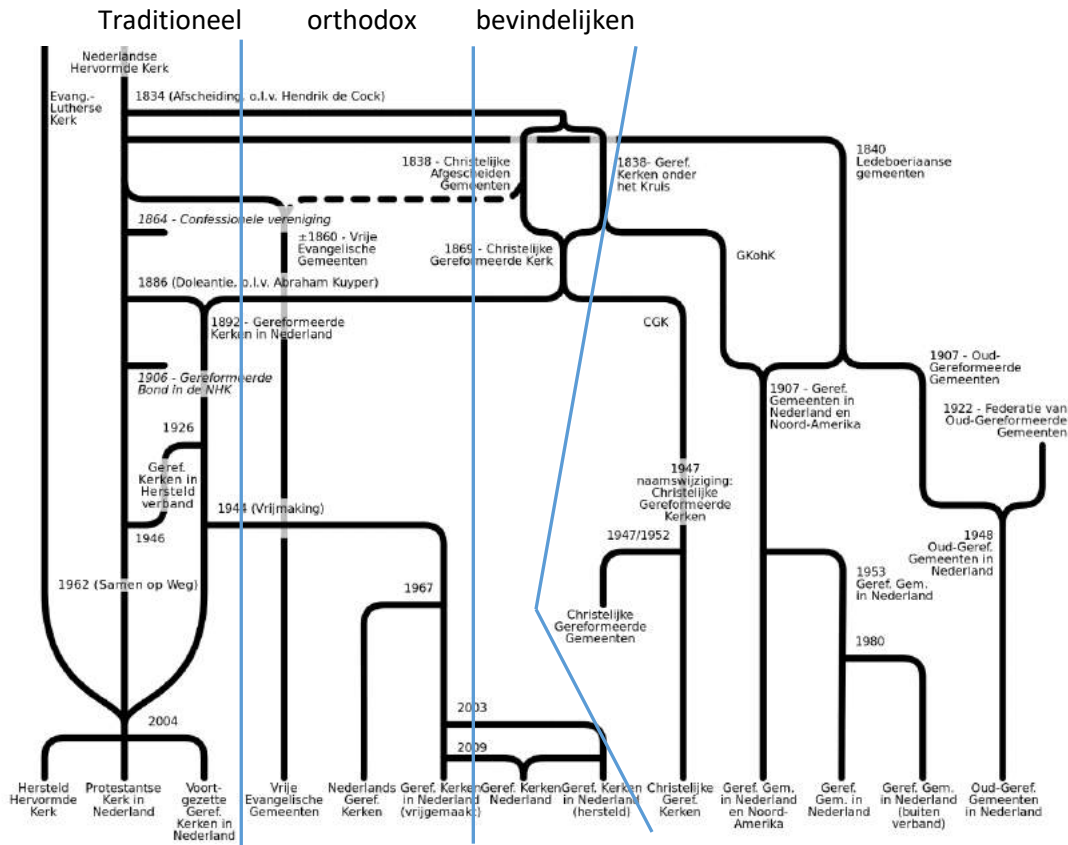 Traditioneel orthodox bevindelijken
Nederlandse
Hervormde Kerk
Evang.-
Lutherse
Kerk
1834 (Afscheiding, o.l.v. Hendrik de Cock)
1838 - Christelijke
Afgescheiden
Gemeenten
1838- Geref.
Kerken onder
het Kruis
1840
Ledeboeriaanse
gemeenten
1864 - Confessionele vereniging
±1860 - Vrije
Evangelische
Gemeenten
1869 - Christelijke
Gereformeerde Kerk
GKohK
1886 (Doleantie, o.l.v. Abraham Kuyper)
1892 - Gereformeerde
Kerken in Nederland
CGK
1906 - Gereformeerde
Bond in de NHK
1907 - Geref.
Gemeenten in
Nederland en
Noord-Amerika
1907 - Oud-
Gereformeerde
Gemeenten
1922 - Federatie van
Oud-Gereformeerde
Gemeenten
1926
Geref.
Kerken in
Hersteld
verband
1946
1944 (Vrijmaking)
1947
naamswijziging:
Christelijke
Gereformeerde
Kerken
1947/1952
Christelijke
Gereformeerde
Gemeenten
1948
Oud-Geref.
Gemeenten in
Nederland
1953
Geref. Gem.
in Nederland
1962 (Samen op Weg)
1967
1980
2003
2004
2009
Hersteld
Hervormde
Kerk
Protestantse
Kerk in
Nederland
Voort-
gezette
Geref.
Kerken in
Nederland
Vrije
Evangelische
Gemeenten
Nederlands
Geref.
Kerken
Geref. Kerken
in Nederland
(vrijgemaakt)
Geref. Kerken
Nederland
Geref. Kerken
in Nederland
(hersteld)
Christelijke
Geref.
Kerken
Geref. Gem.
in Nederland
en Noord-
Amerika
Geref.
Gem. in
Nederland
Geref. Gem.
in Nederland
(buiten
verband)
Oud-Geref.
Gemeenten
in Nederland